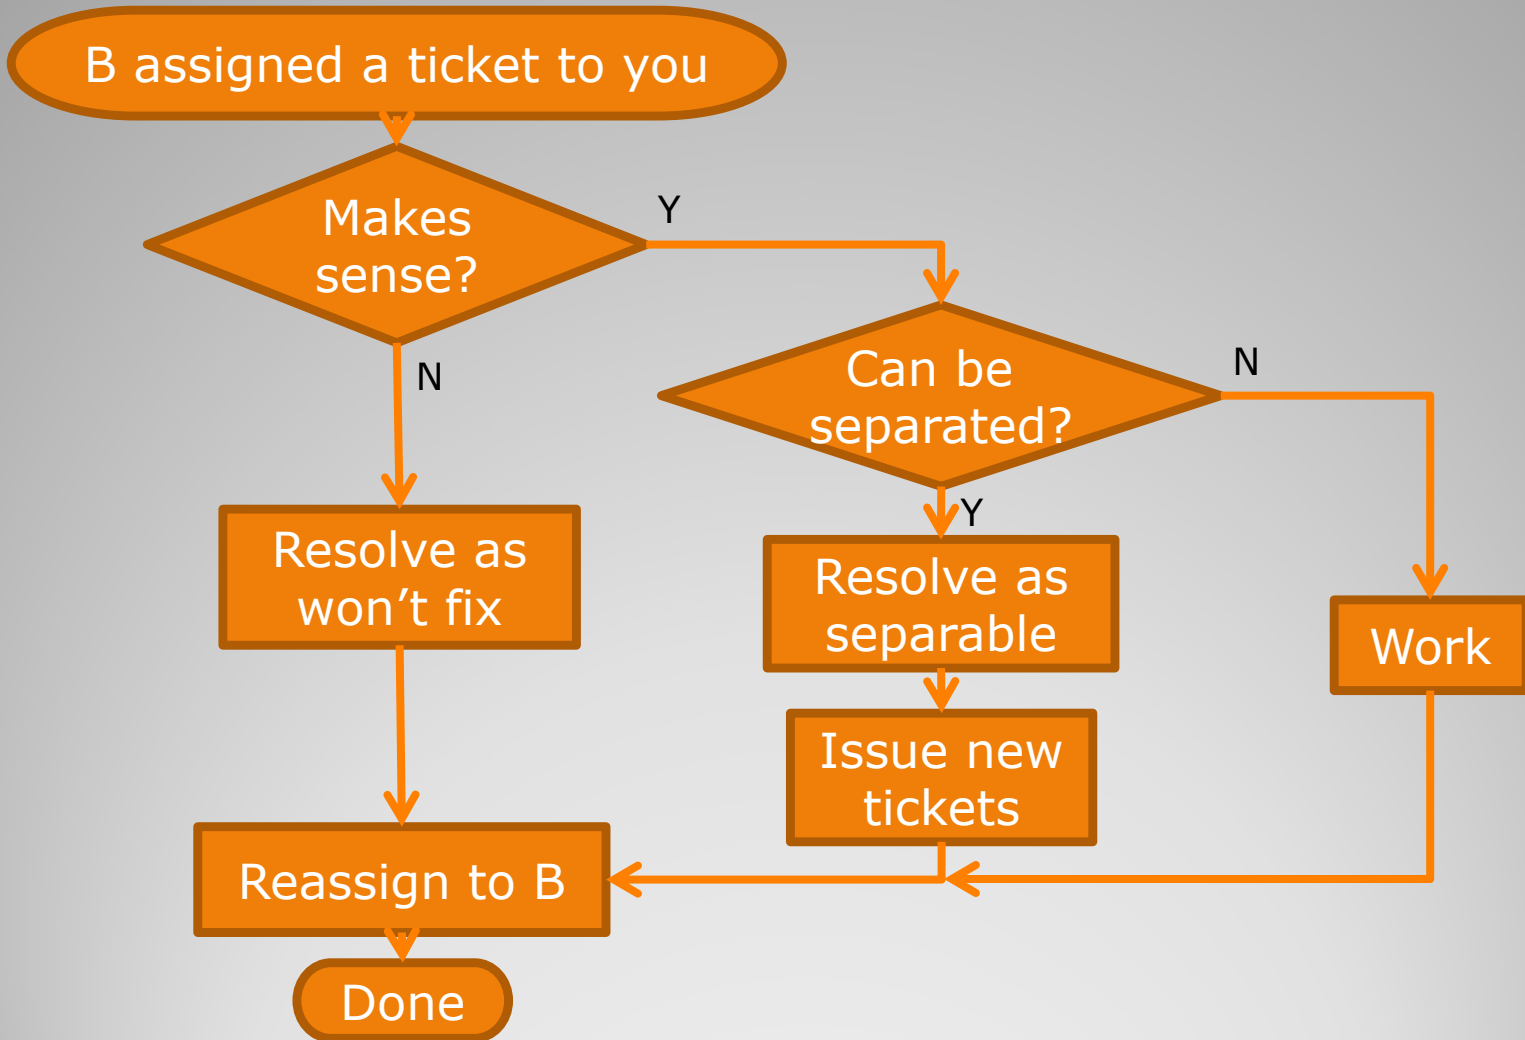 B assigned a ticket to you
Makes
sense?
Y
N
Can be
separated?
N
Y
Resolve as
won’t fix
Resolve as
separable
Work
Issue new
tickets
Reassign to B
Done